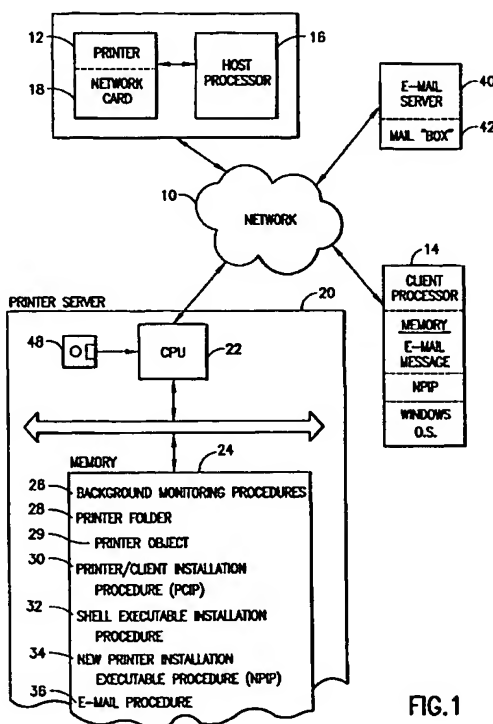 12
PRINTER
18
NETWORK
CARD
16
HOST
PROCESSOR
40
E-MAIL
SERVER
42
MAIL "BOX"
10
NETWORK
14
CLIENT
PROCESSOR
MEMORY
E-MAIL
MESSAGE
NPIP
WINDOWS
O.S.
PRINTER SERVER
20
48
CPU
22
MEMORY
24
26
BACKGROUND MONITORING PROCEDURES
28
PRINTER FOLDER
29
PRINTER OBJECT
30
PRINTER/CLIENT INSTALLATION
PROCEDURE (PCIP)
32
SHELL EXECUTABLE INSTALLATION
PROCEDURE
34
NEW PRINTER INSTALLATION
EXECUTABLE PROCEDURE (NPIP)
36
E-MAIL PROCEDURE
FIG.1